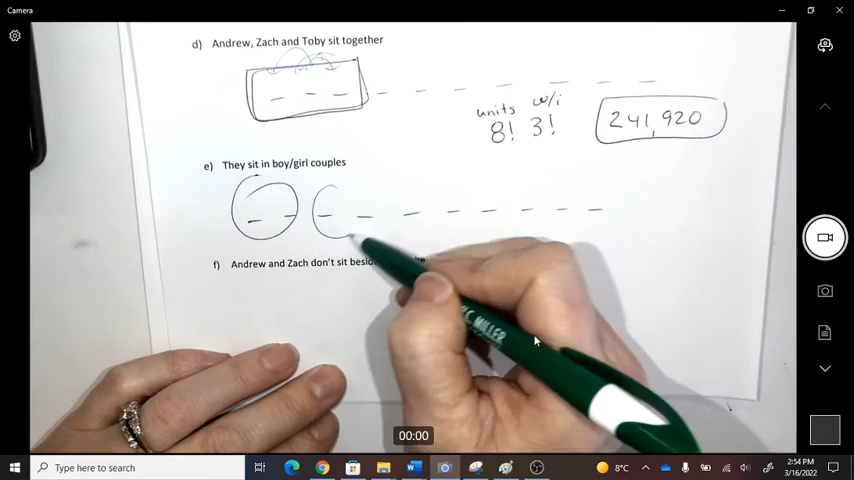 Camera
d) Andrew, Zach and Toby sit together
units w/i
8! 3!
241,920
e) They sit in boy/girl couples
f) Andrew and Zach don't sit
C. MILLER
00:00
Type here to search
8°C
2:54 PM
3/16/2022